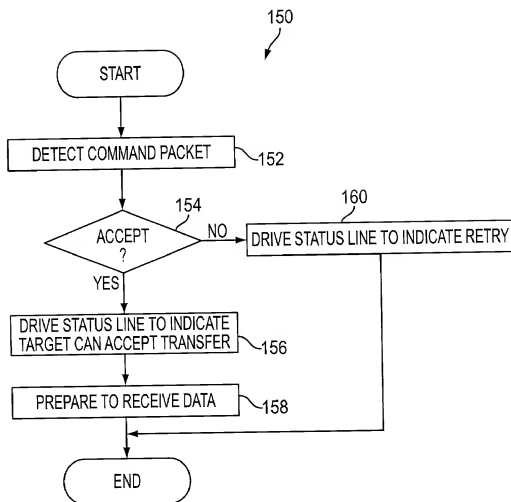 150
START
DETECT COMMAND PACKET
152
154
ACCEPT
?
NO
160
DRIVE STATUS LINE TO INDICATE RETRY
YES
DRIVE STATUS LINE TO INDICATE
TARGET CAN ACCEPT TRANSFER
156
PREPARE TO RECEIVE DATA
158
END